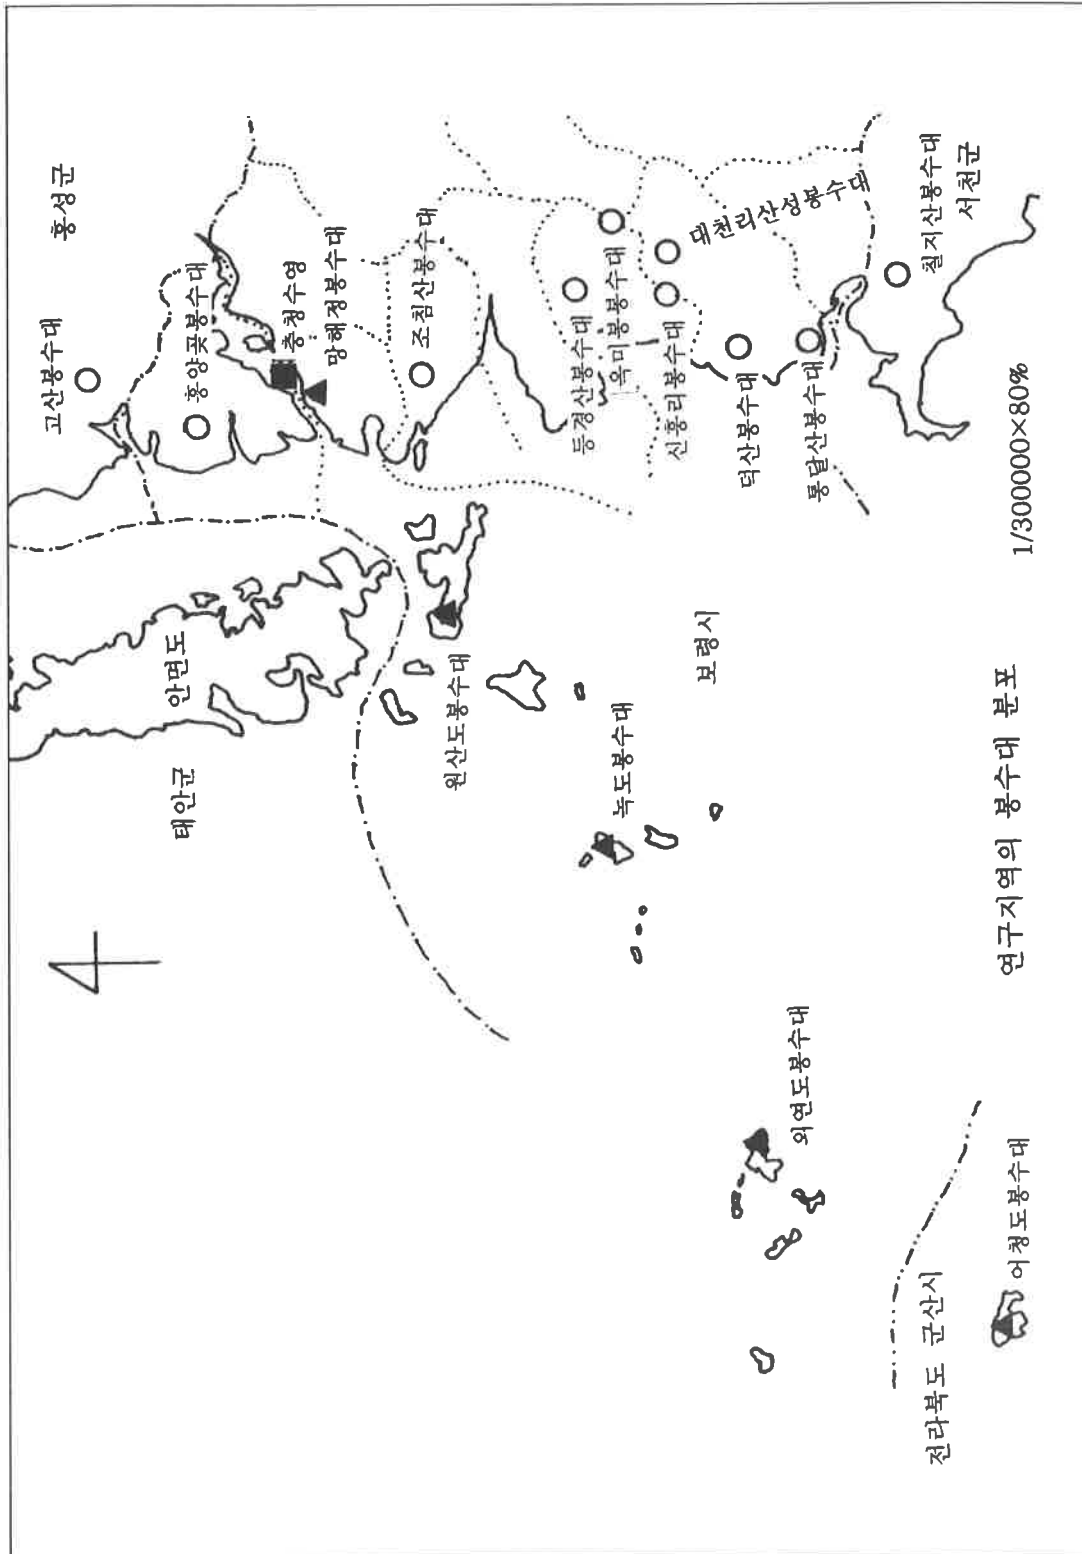 홍성군
고산봉수대
홍양곶봉수대
충청수영
망해정봉수대
조침산봉수대
안면도
태안군
원산도봉수대
등경산봉수대
옥미봉봉수대
신흥리봉수대
대천리산성봉수대
덕산봉수대
통달산봉수대
칠지산봉수대
서천군
보령시
녹도봉수대
외연도봉수대
전라북도 군산시
어청도봉수대
1/300000×80%
연구지역의 봉수대 분포